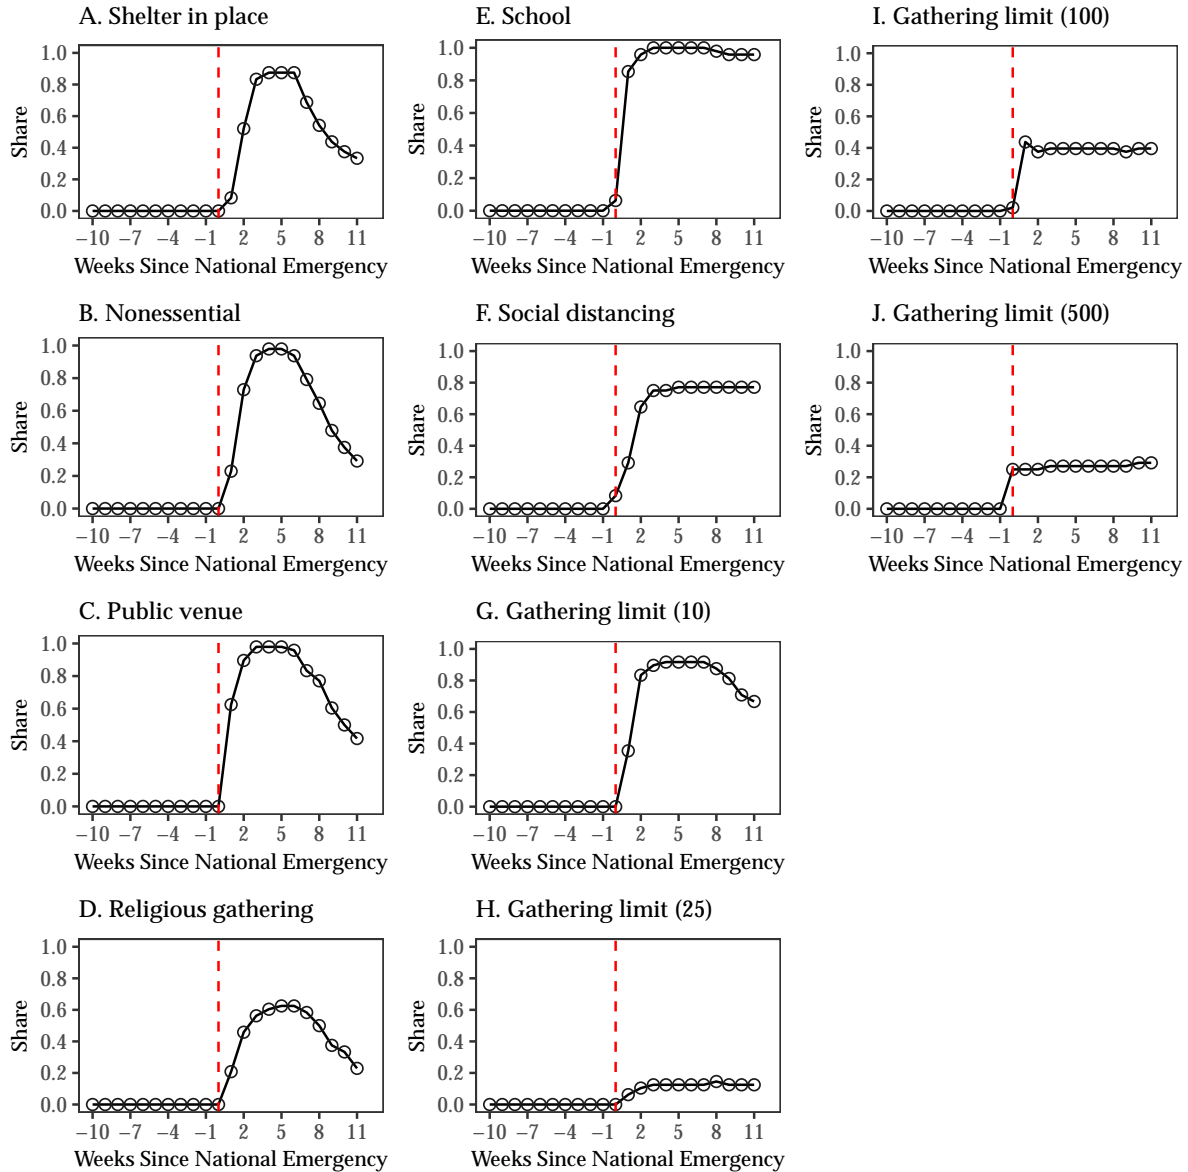 A. Shelter in place
1.0
0.8
0.6
0.4
0.2
0.0
Share
−10 −7 −4 −1 2 5 8 11
Weeks Since National Emergency
B. Nonessential
1.0
0.8
0.6
0.4
0.2
0.0
Share
−10 −7 −4 −1 2 5 8 11
Weeks Since National Emergency
C. Public venue
1.0
0.8
0.6
0.4
0.2
0.0
Share
−10 −7 −4 −1 2 5 8 11
Weeks Since National Emergency
D. Religious gathering
1.0
0.8
0.6
0.4
0.2
0.0
Share
−10 −7 −4 −1 2 5 8 11
Weeks Since National Emergency
E. School
1.0
0.8
0.6
0.4
0.2
0.0
Share
−10 −7 −4 −1 2 5 8 11
Weeks Since National Emergency
F. Social distancing
1.0
0.8
0.6
0.4
0.2
0.0
Share
−10 −7 −4 −1 2 5 8 11
Weeks Since National Emergency
G. Gathering limit (10)
1.0
0.8
0.6
0.4
0.2
0.0
Share
−10 −7 −4 −1 2 5 8 11
Weeks Since National Emergency
H. Gathering limit (25)
1.0
0.8
0.6
0.4
0.2
0.0
Share
−10 −7 −4 −1 2 5 8 11
Weeks Since National Emergency
I. Gathering limit (100)
1.0
0.8
0.6
0.4
0.2
0.0
Share
−10 −7 −4 −1 2 5 8 11
Weeks Since National Emergency
J. Gathering limit (500)
1.0
0.8
0.6
0.4
0.2
0.0
Share
−10 −7 −4 −1 2 5 8 11
Weeks Since National Emergency